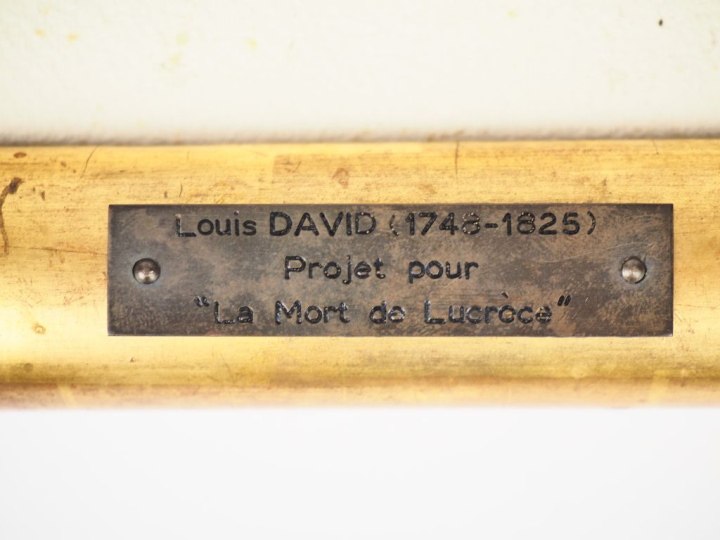 Louis DAVID (1748-1825)
Projet pour
"La Mort de Lucrèce"